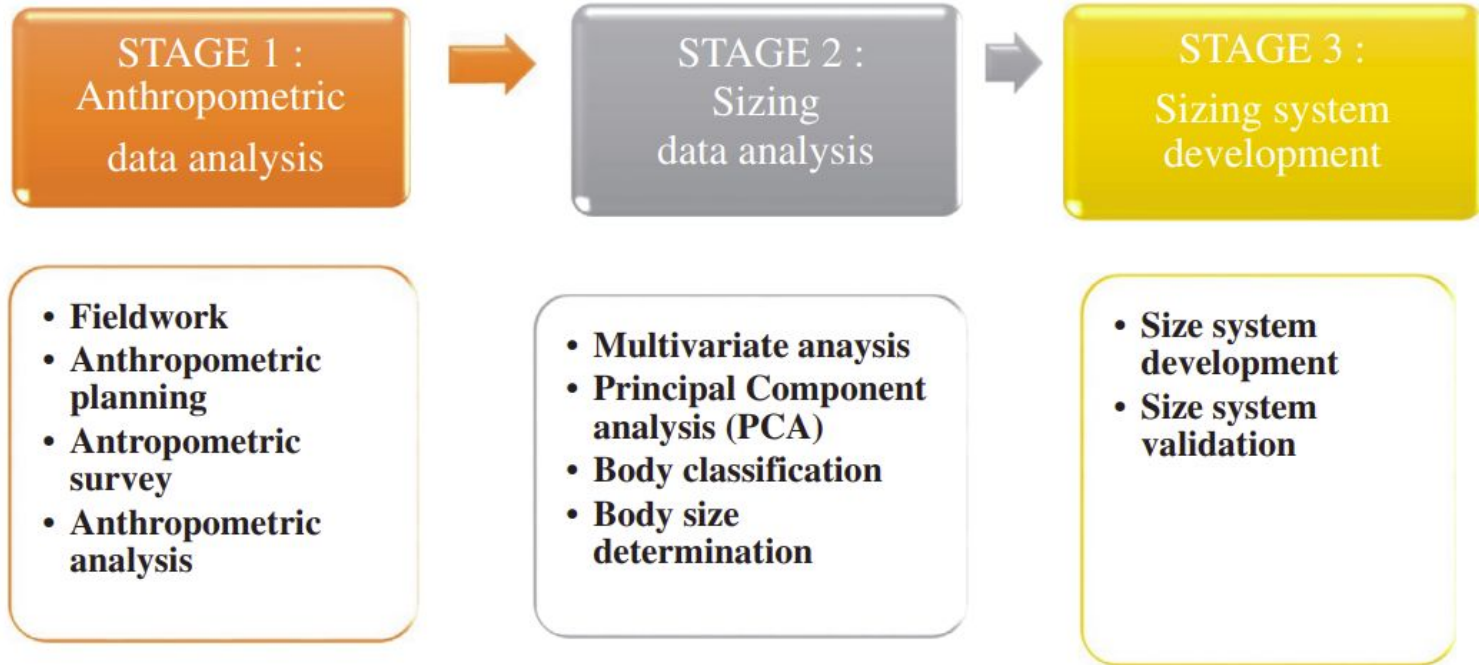 STAGE 1 :
Anthropometric
data analysis
STAGE 2 :
Sizing
data analysis
STAGE 3 :
Sizing system
development
• Fieldwork
• Anthropometric
planning
• Antropometric
survey
• Anthropometric
analysis
• Multivariate anaysis
• Principal Component
analysis (PCA)
• Body classification
• Body size
determination
• Size system
development
• Size system
validation